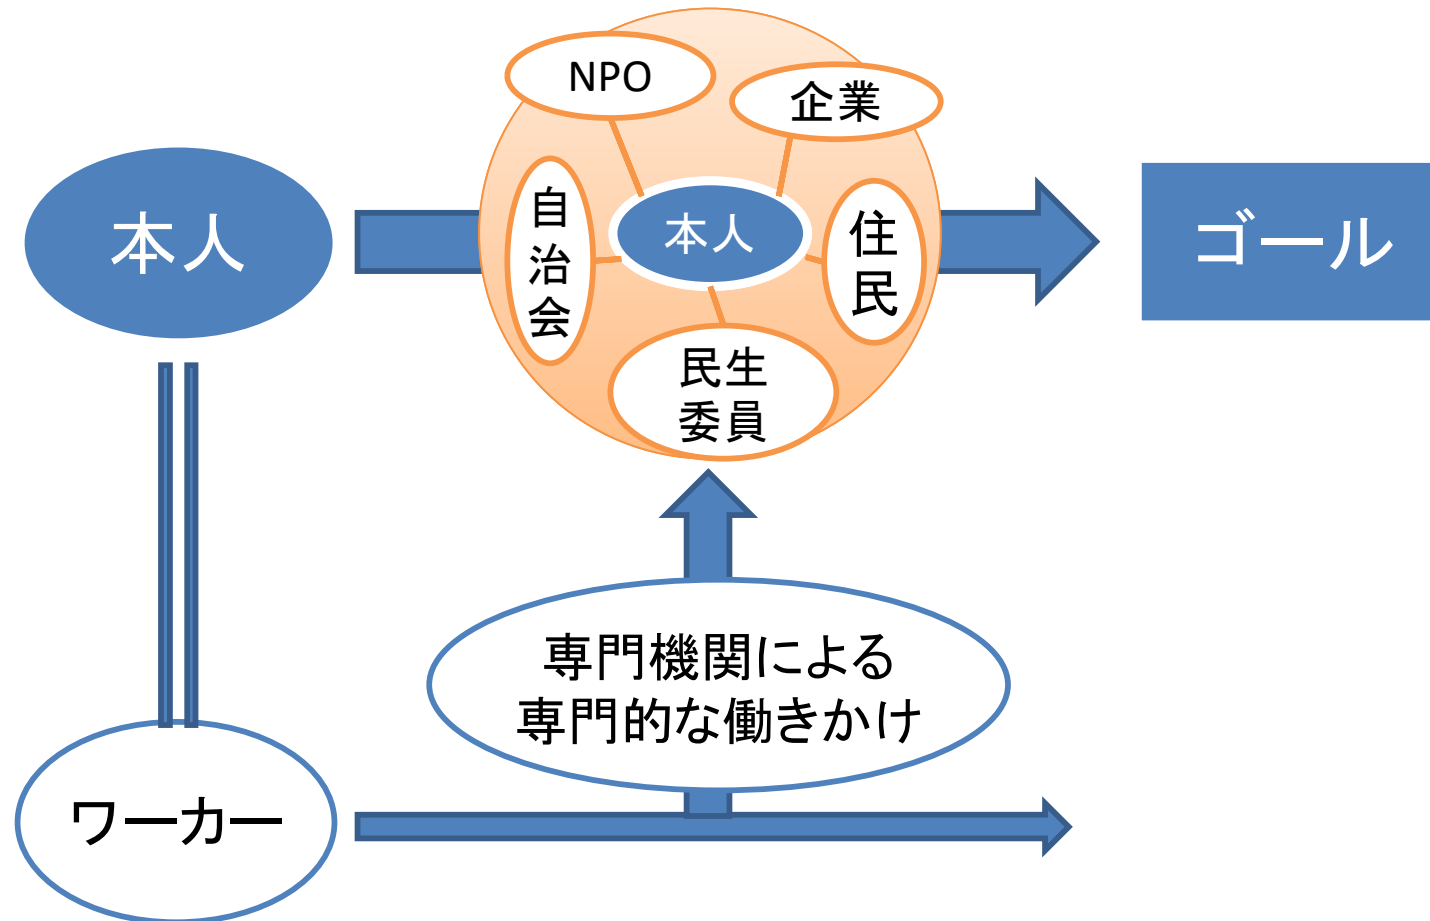 NPO
企業
本人
自
治
会
本人
住
民
ゴール
民生
委員
専門機関による
専門的な働きかけ
ワーカー